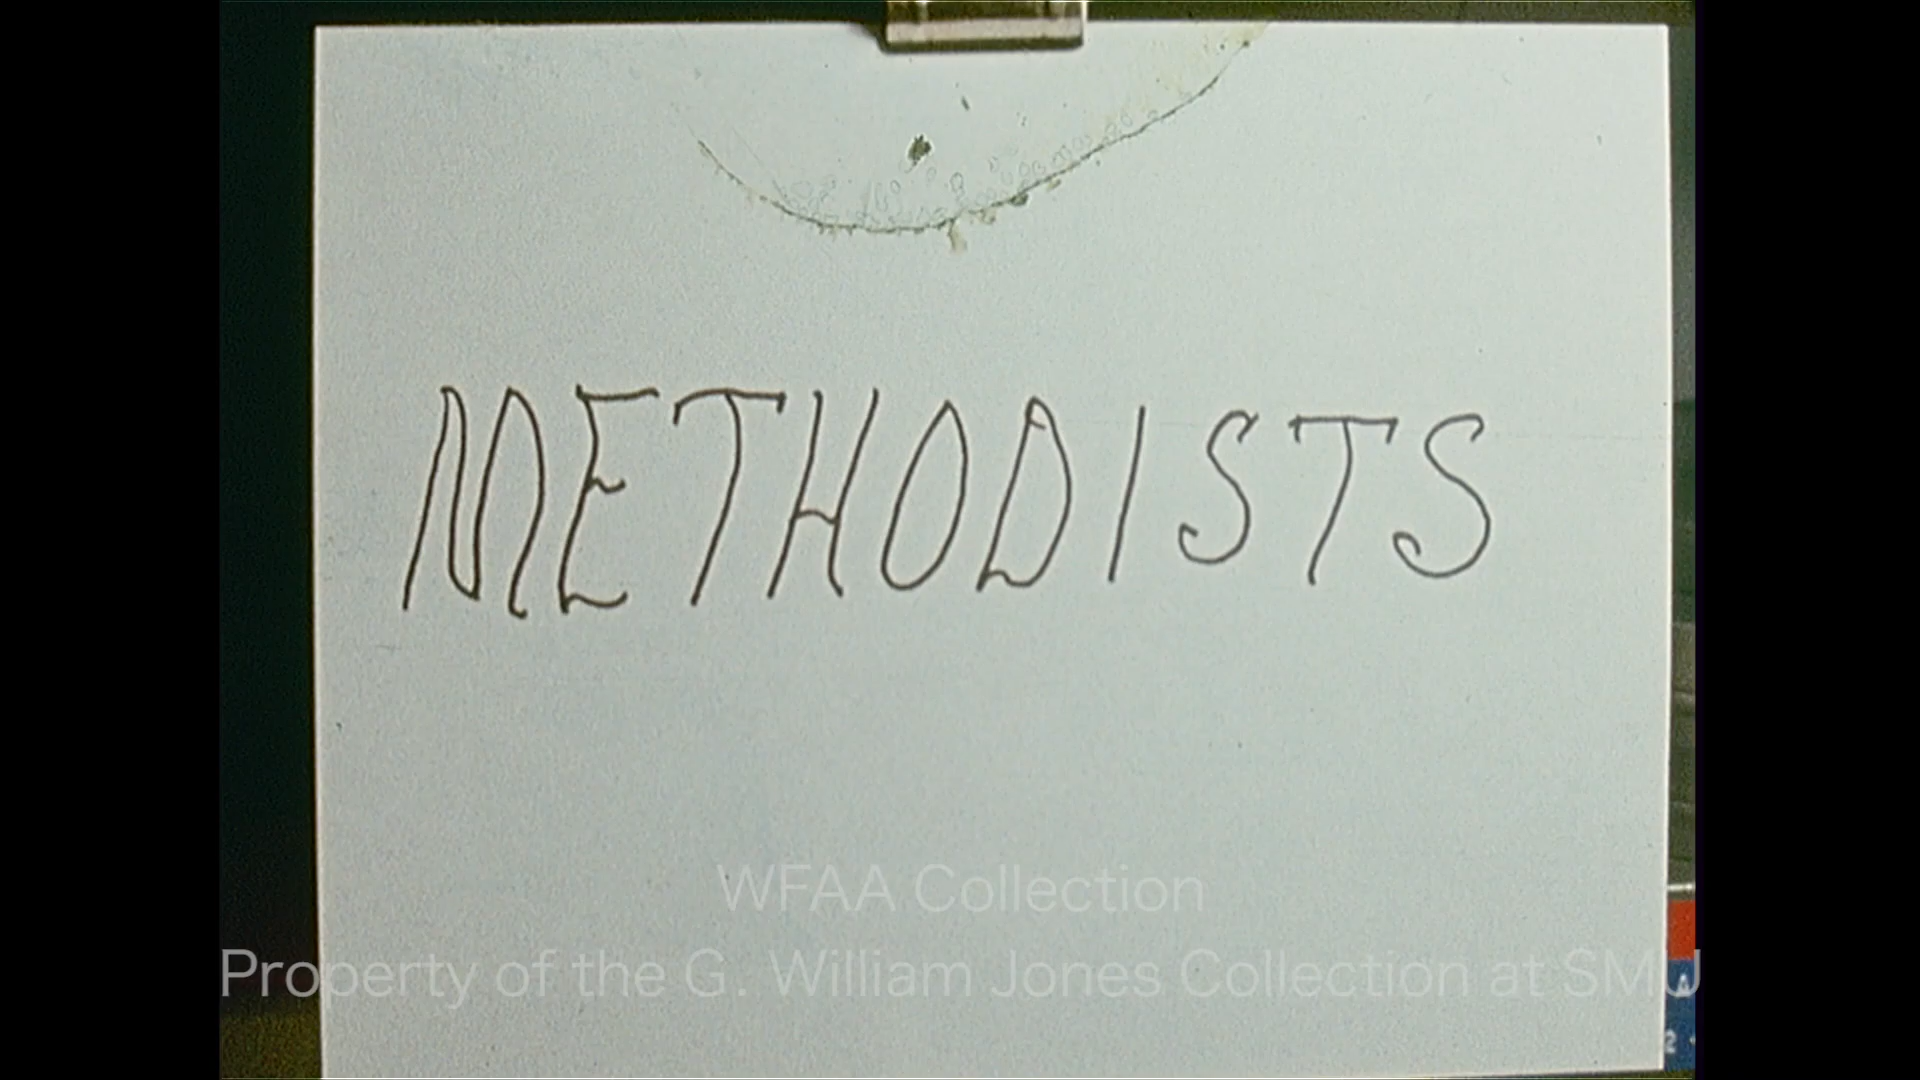 METHODISTS
WFAA Collection
Property of the G. William Jones Collection at SMU